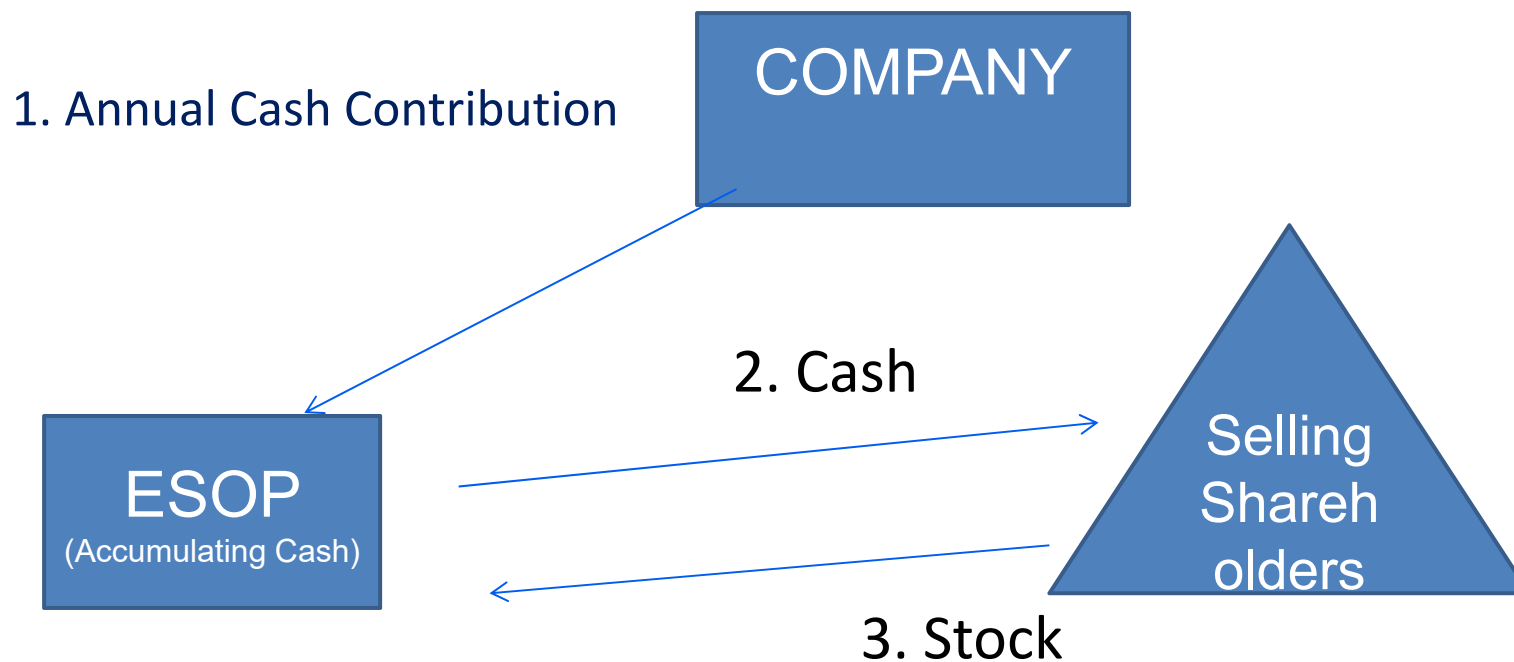 COMPANY
1. Annual Cash Contribution
2. Cash
ESOP
(Accumulating Cash)
Selling
Shareh
olders
3. Stock